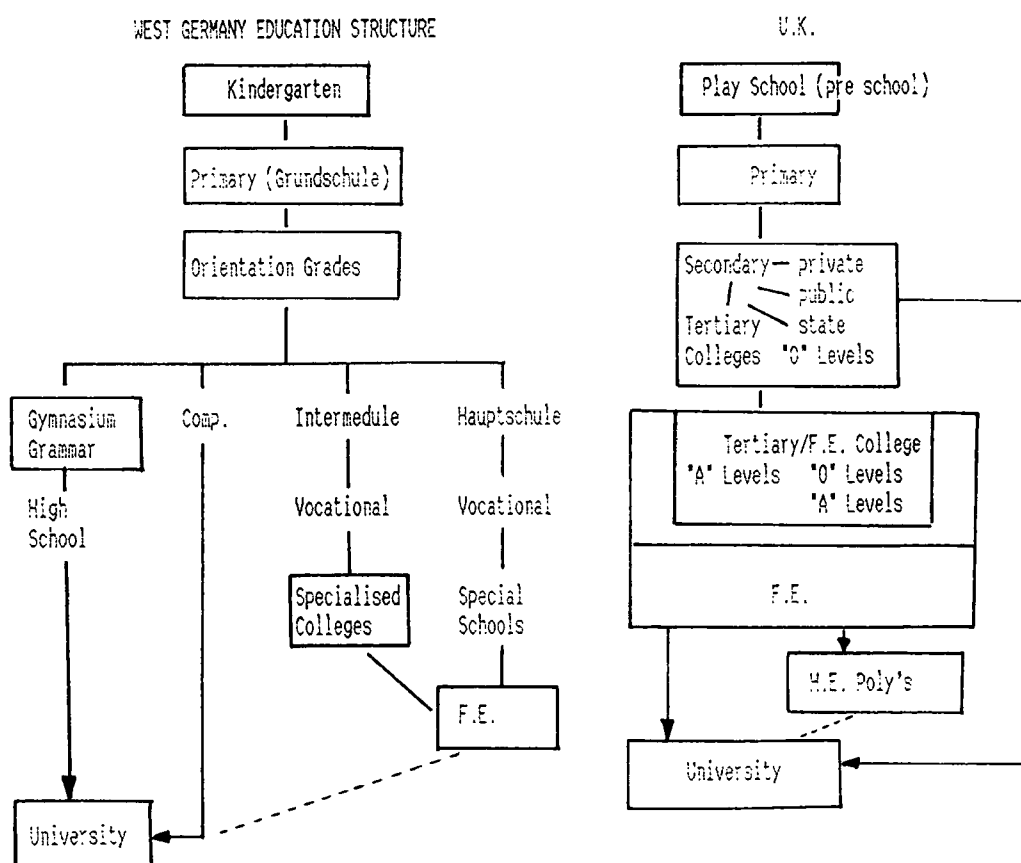 WEST GERMANY EDUCATION STRUCTURE
Kindergarten
Primary (Grundschule)
Orientation Grades
Gymnasium
Grammar
Comp.
Intermedule
Hauptschule
High
School
Vocational
Vocational
Specialised
Colleges
Special
Schools
F.E.
University
U.K.
Play School (pre school)
Primary
Secondary private
public
Tertiary state
Colleges "O" Levels
Tertiary/F.E. College
"A" Levels "O" Levels
"A" Levels
F.E.
H.E. Poly's
University